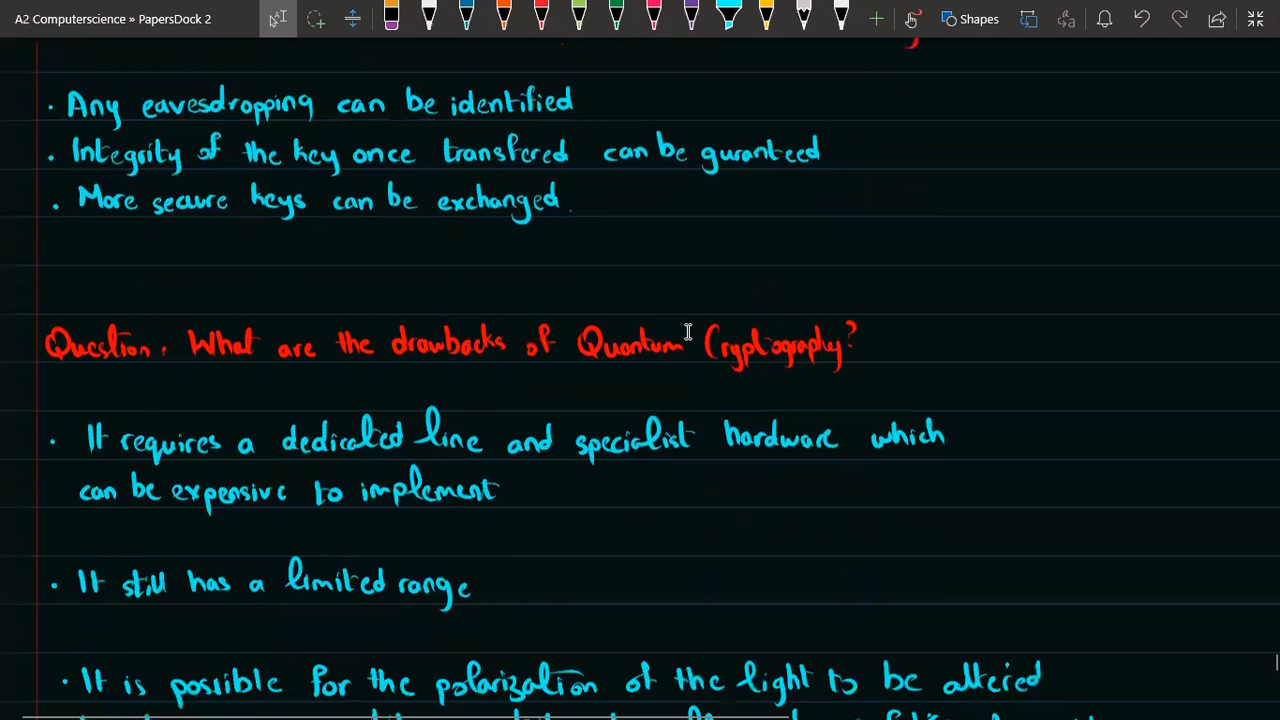 A2 Computerscience » PapersDock 2
Shapes
· Any eavesdropping can be identified
· Integrity of the key once transfered can be guranteed
· More secure keys can be exchanged.
Question: What are the drawbacks of Quantum Cryptography?
· It requires a dedicated line and specialist hardware which
can be expensive to implement
· It still has a limited range
· It is possible for the polarization of the light to be altered